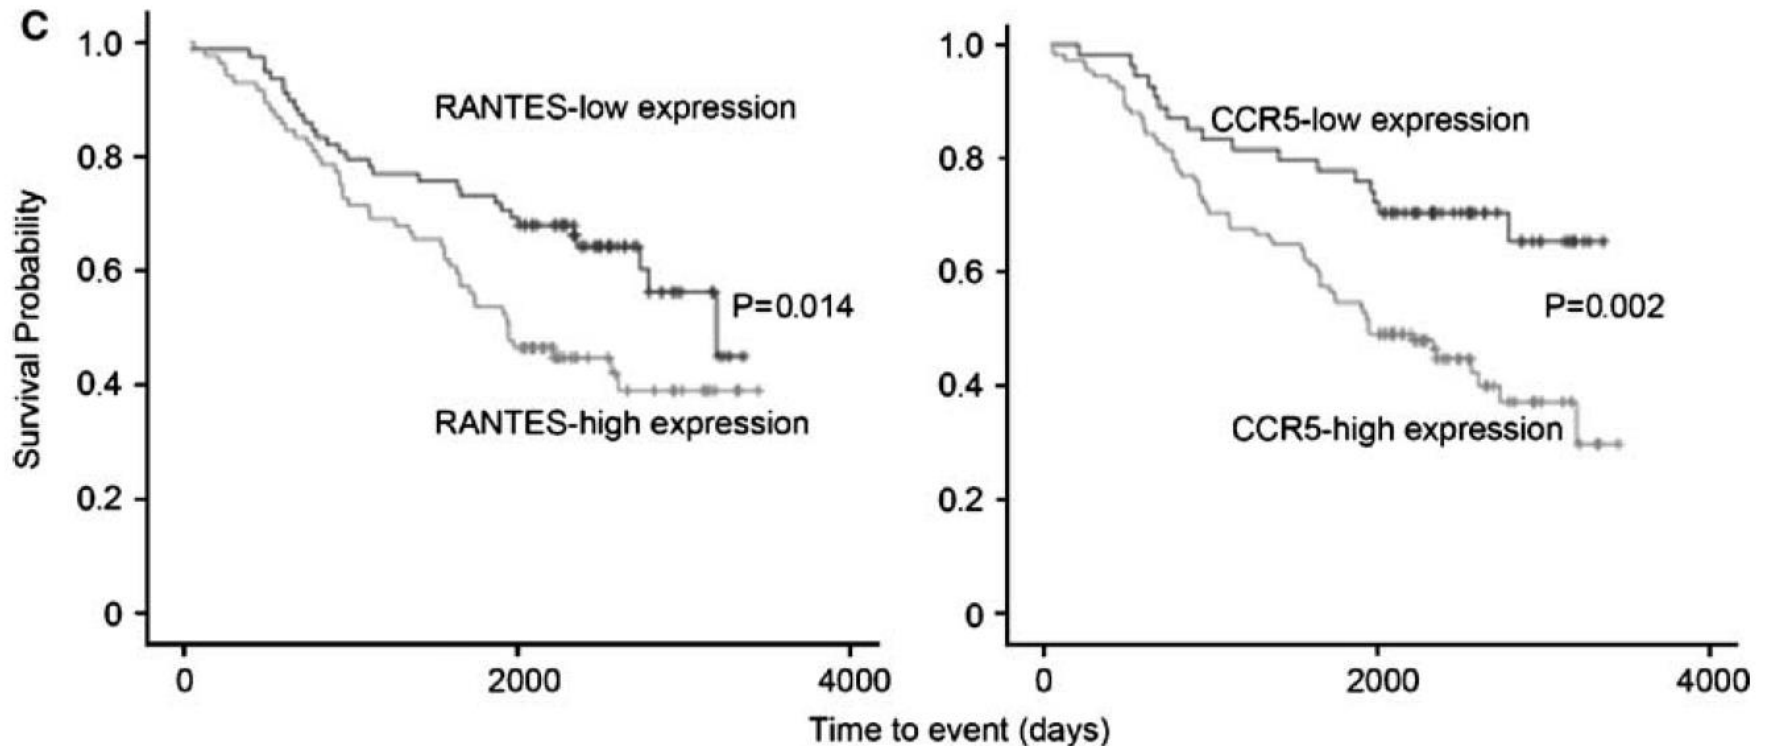 C
Survival Probability
1.0
0.8
0.6
0.4
0.2
0
RANTES-low expression
P=0.014
RANTES-high expression
0
2000
4000
1.0
0.8
0.6
0.4
0.2
0
CCR5-low expression
P=0.002
CCR5-high expression
0
2000
4000
Time to event (days)